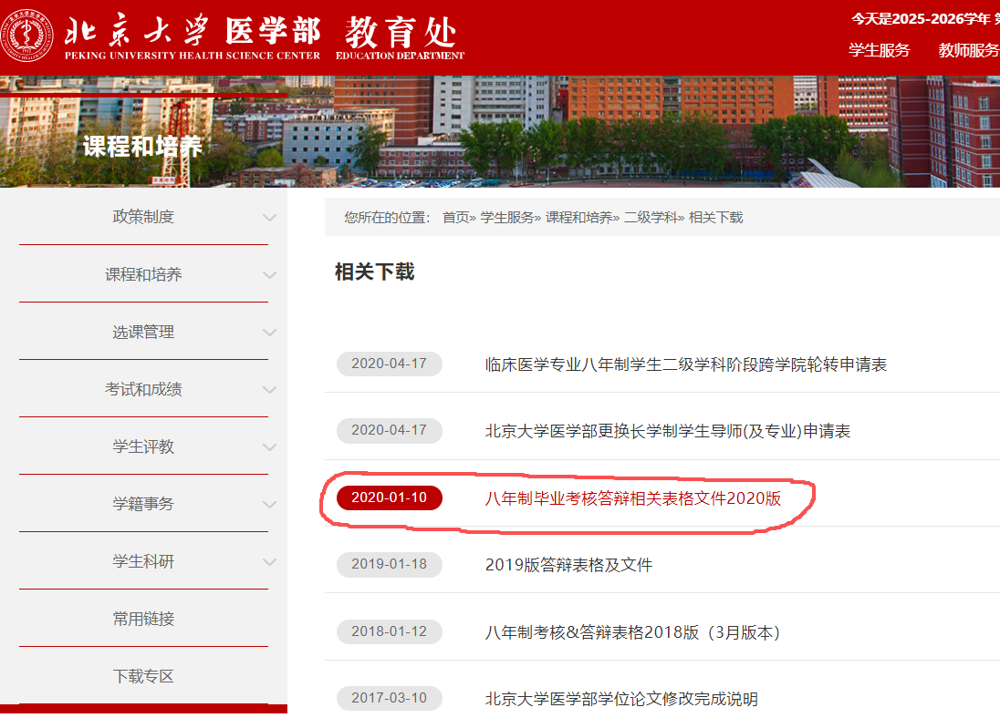 北京大学医学部 教育处
PEKING UNIVERSITY HEALTH SCIENCE CENTER EDUCATION DEPARTMENT
今天是2025-2026学年 第
学生服务 教师服务
课程和培养
政策制度
课程和培养
选课管理
考试和成绩
学生评教
学籍事务
学生科研
常用链接
下载专区
您所在的位置: 首页» 学生服务» 课程和培养» 二级学科» 相关下载
相关下载
2020-04-17 临床医学专业八年制学生二级学科阶段跨学院轮转申请表
2020-04-17 北京大学医学部更换长学制学生导师(及专业)申请表
2020-01-10 八年制毕业考核答辩相关表格文件2020版
2019-01-18 2019版答辩表格及文件
2018-01-12 八年制考核&答辩表格2018版（3月版本）
2017-03-10 北京大学医学部学位论文修改完成说明